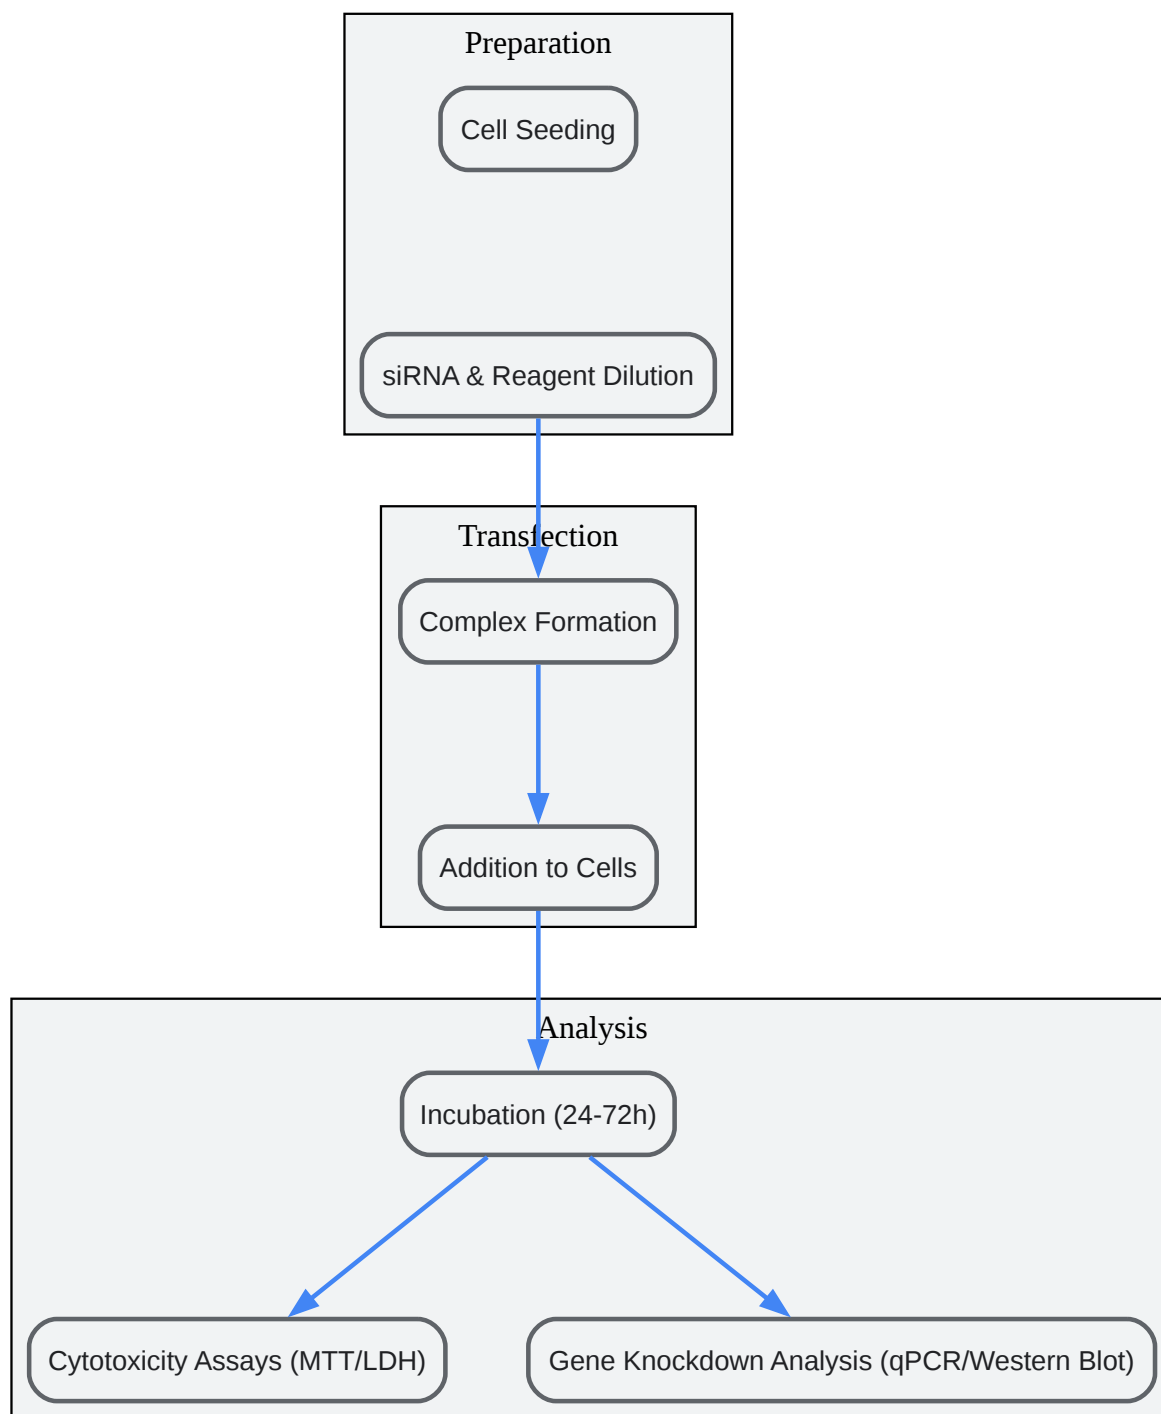 Preparation
Cell Seeding
siRNA & Reagent Dilution
Transfection
Complex Formation
Addition to Cells
Analysis
Incubation (24-72h)
Cytotoxicity Assays (MTT/LDH)
Gene Knockdown Analysis (qPCR/Western Blot)